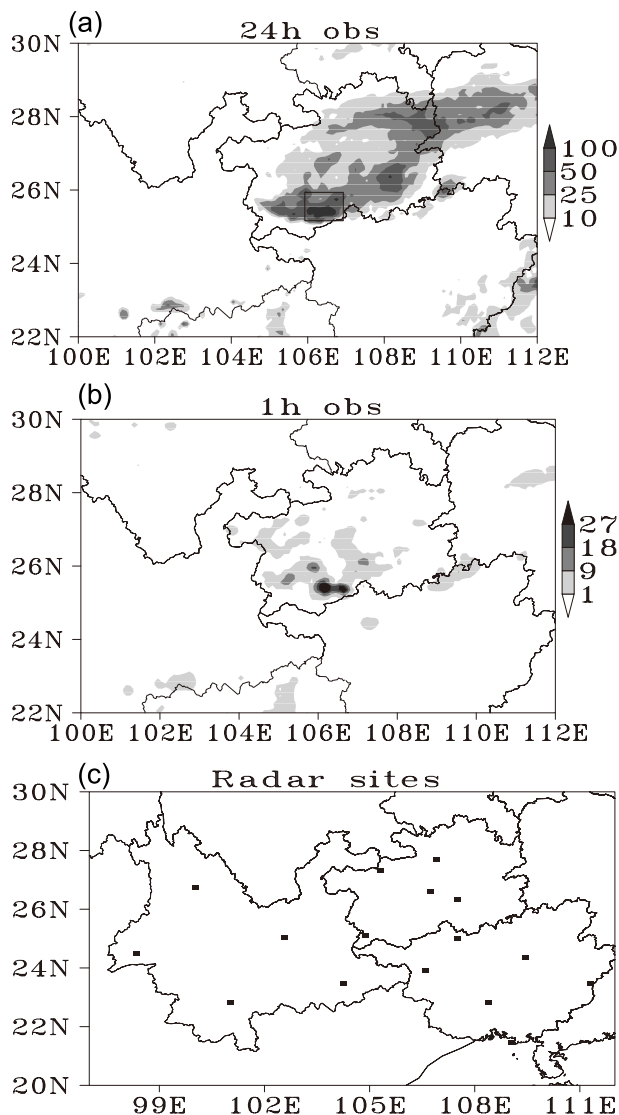 (a)
24h obs
30N
28N
26N
24N
22N
100E 102E 104E 106E 108E 110E 112E
100
50
25
10
(b)
1h obs
30N
28N
26N
24N
22N
100E 102E 104E 106E 108E 110E 112E
27
18
9
1
(c)
Radar sites
30N
28N
26N
24N
22N
20N
99E 102E 105E 108E 111E